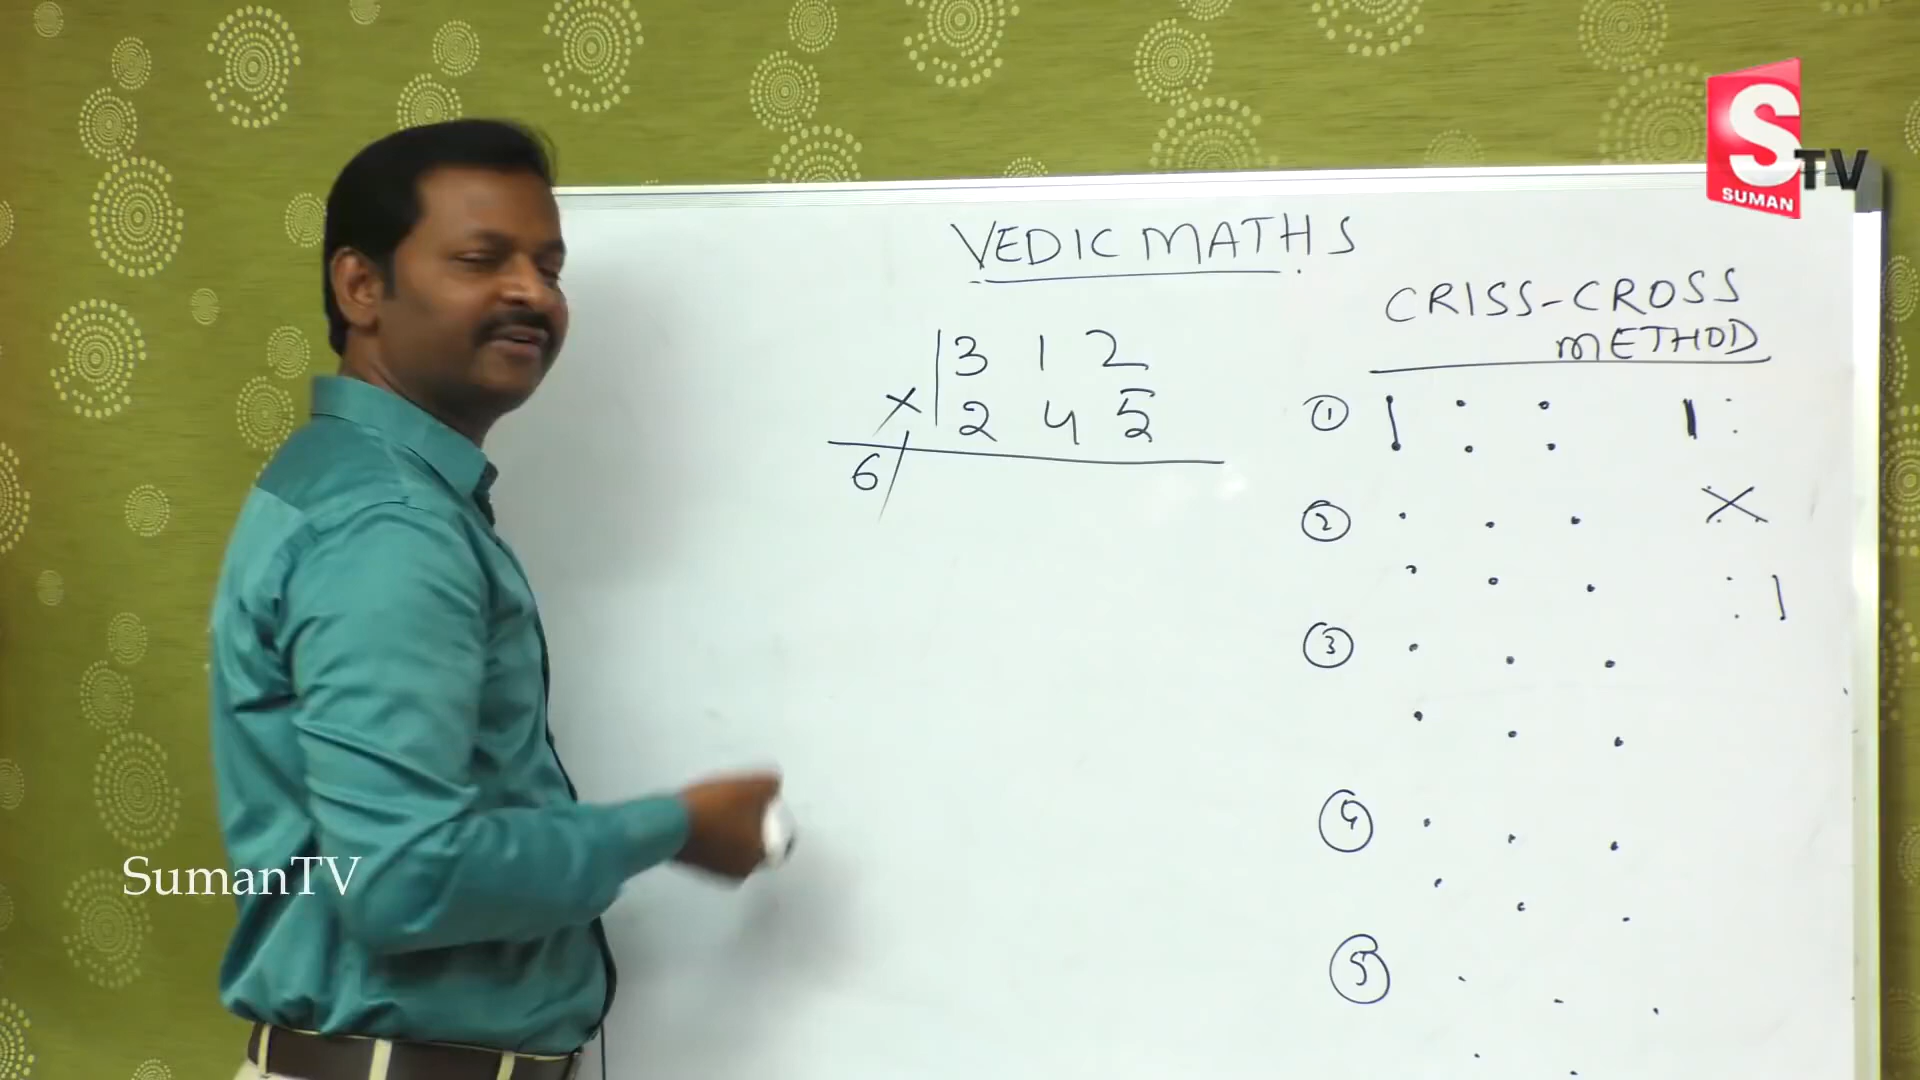 S
TV
SUMAN
VEDIC MATHS
CRISS-CROSS
METHOD
3 1 2
× 2 4 5
6/
①
②
③
④
⑤
SumanTV